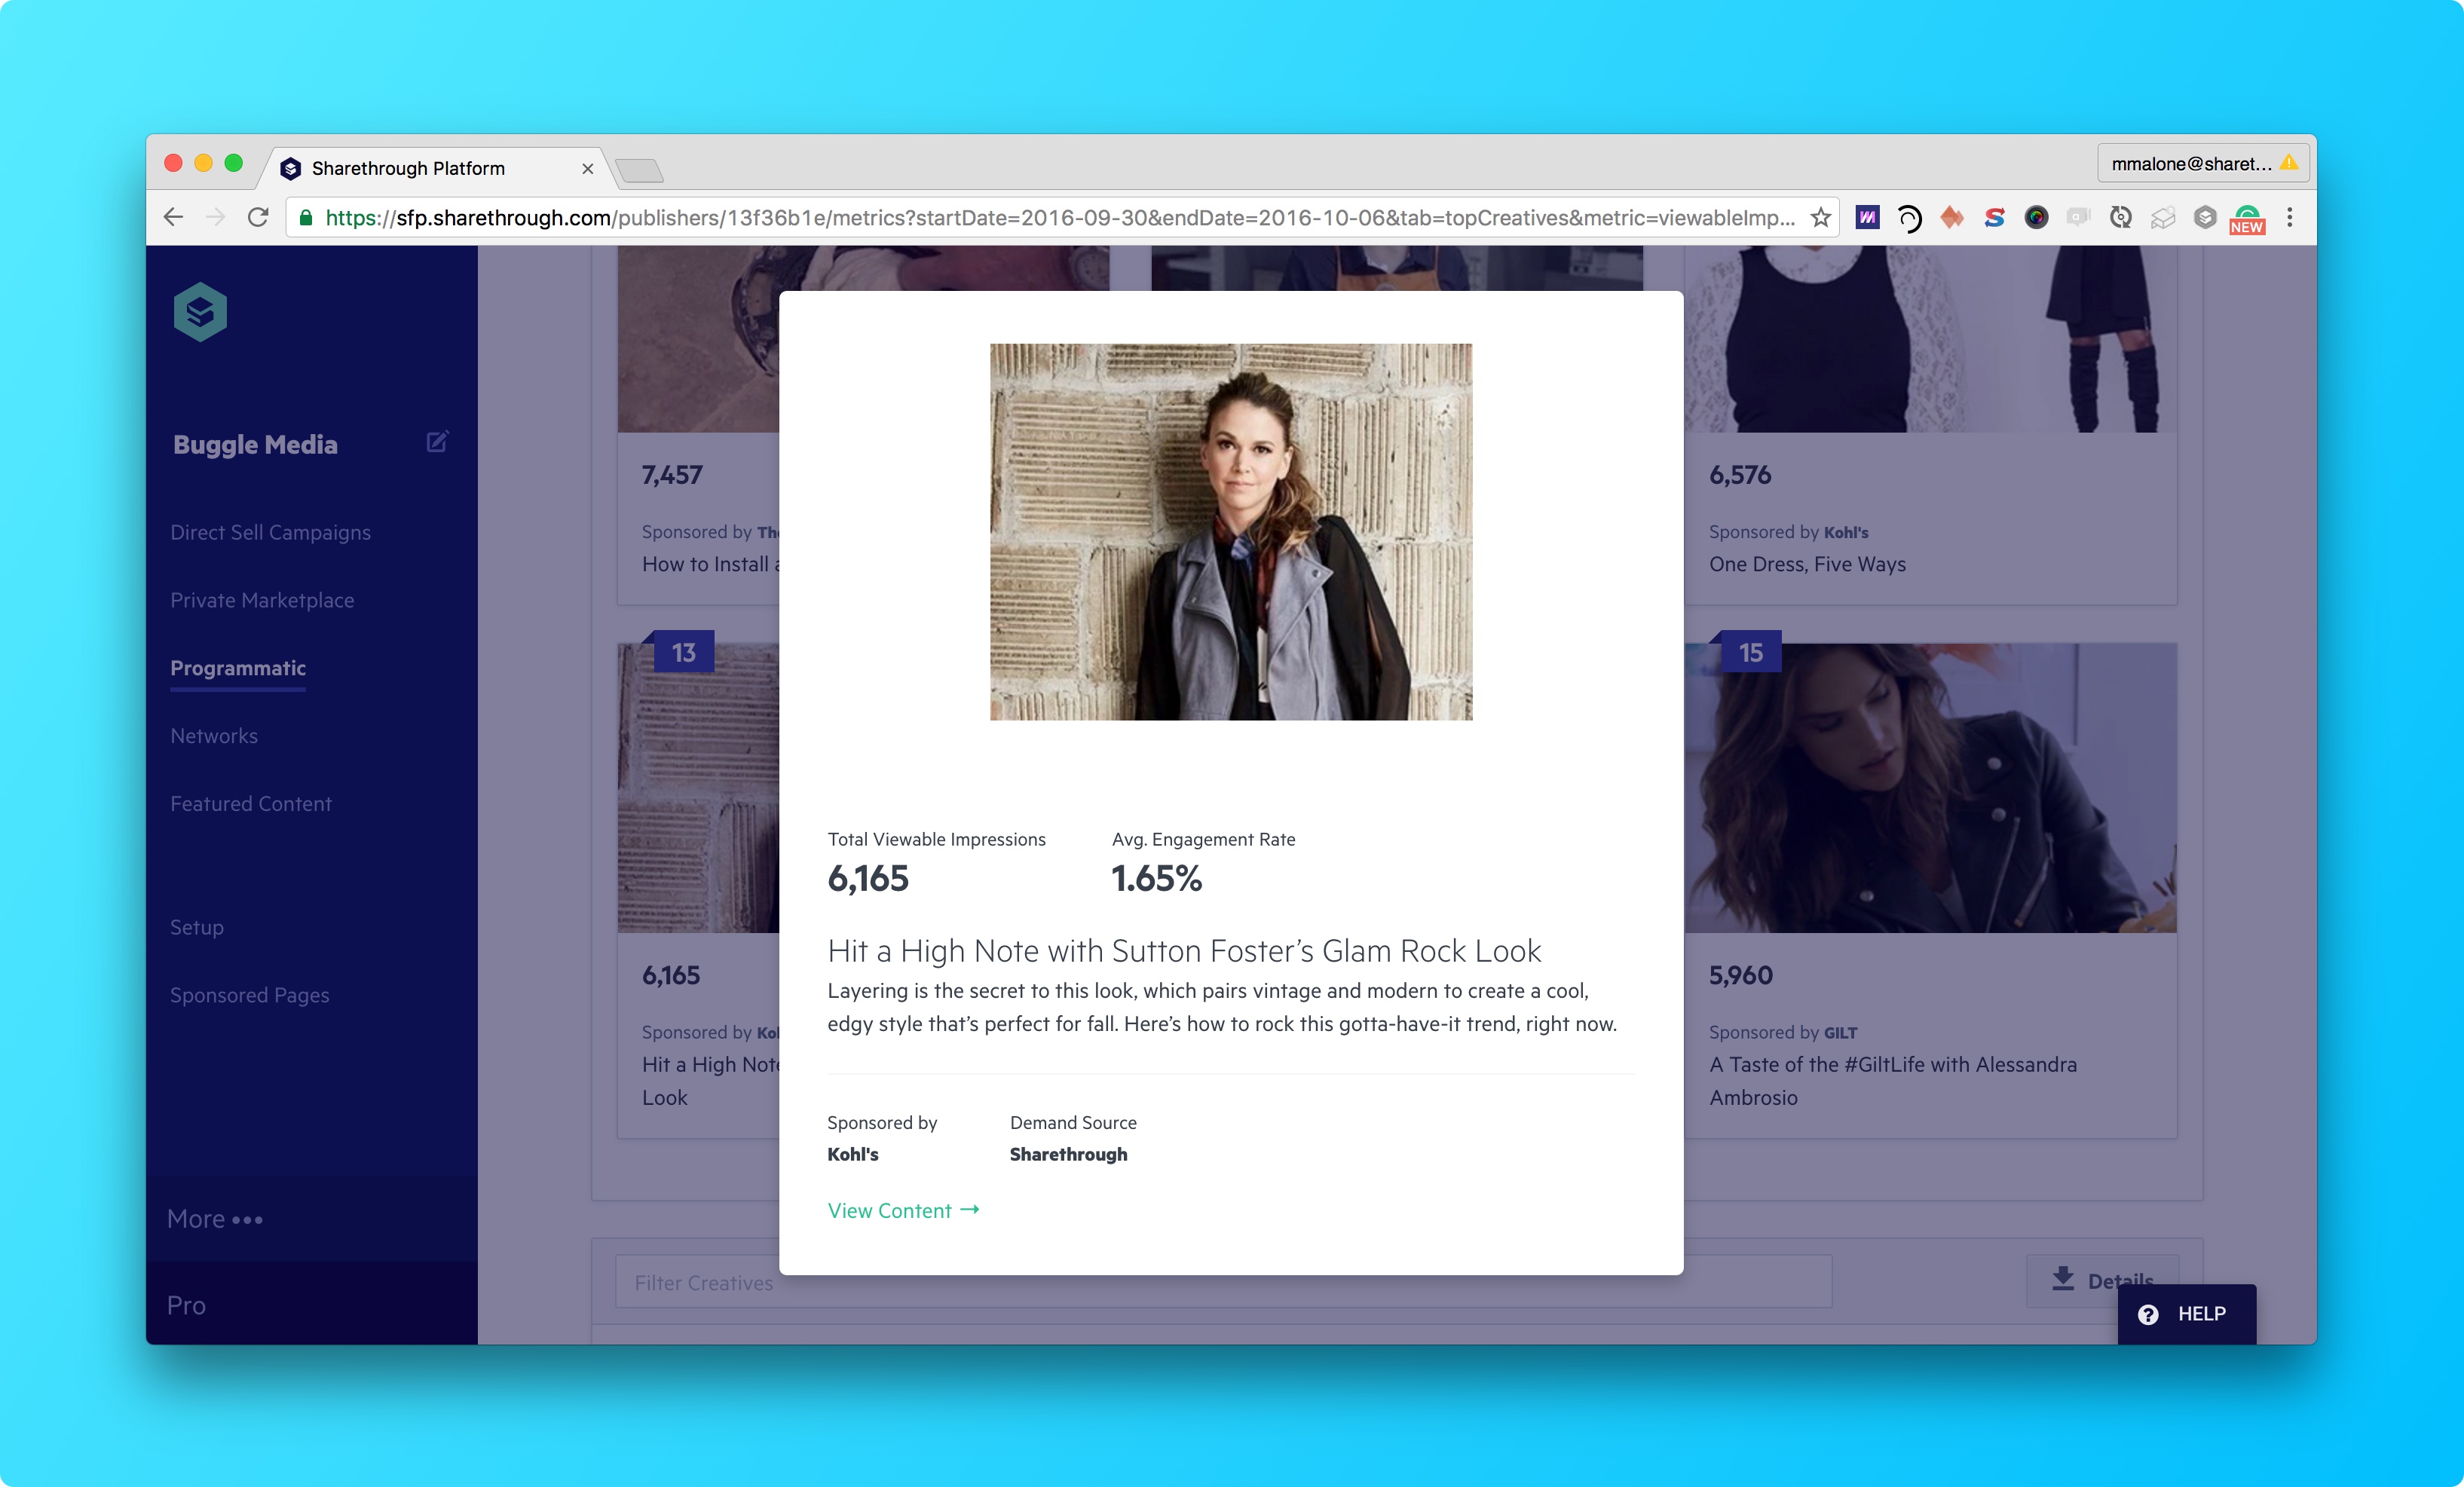 Sharethrough Platform
mmalone@sharet...
https://sfp.sharethrough.com/publishers/13f36b1e/metrics?startDate=2016-09-30&endDate=2016-10-06&tab=topCreatives&metric=viewableImp...
NEW
Buggle Media
Direct Sell Campaigns
Private Marketplace
Programmatic
Networks
Featured Content
Setup
Sponsored Pages
More •••
Pro
7,457
Sponsored by
How to Install
6,576
Sponsored by Kohl's
One Dress, Five Ways
13
6,165
Sponsored by
Hit a High Note
Look
15
5,960
Sponsored by GILT
A Taste of the #GiltLife with Alessandra
Ambrosio
Total Viewable Impressions
6,165
Avg. Engagement Rate
1.65%
Hit a High Note with Sutton Foster’s Glam Rock Look
Layering is the secret to this look, which pairs vintage and modern to create a cool,
edgy style that’s perfect for fall. Here’s how to rock this gotta-have-it trend, right now.
Sponsored by
Kohl's
Demand Source
Sharethrough
View Content →
Filter Creatives
Details
? HELP